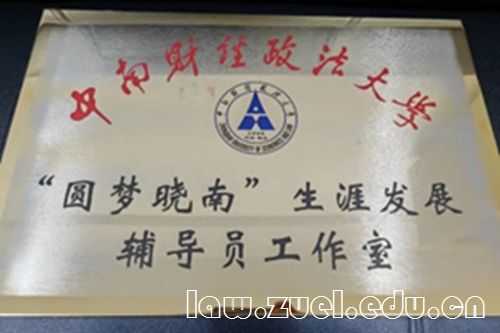 中南财经政法大学
“圆梦晓南”生涯发展
辅导员工作室
law.zuel.edu.cn